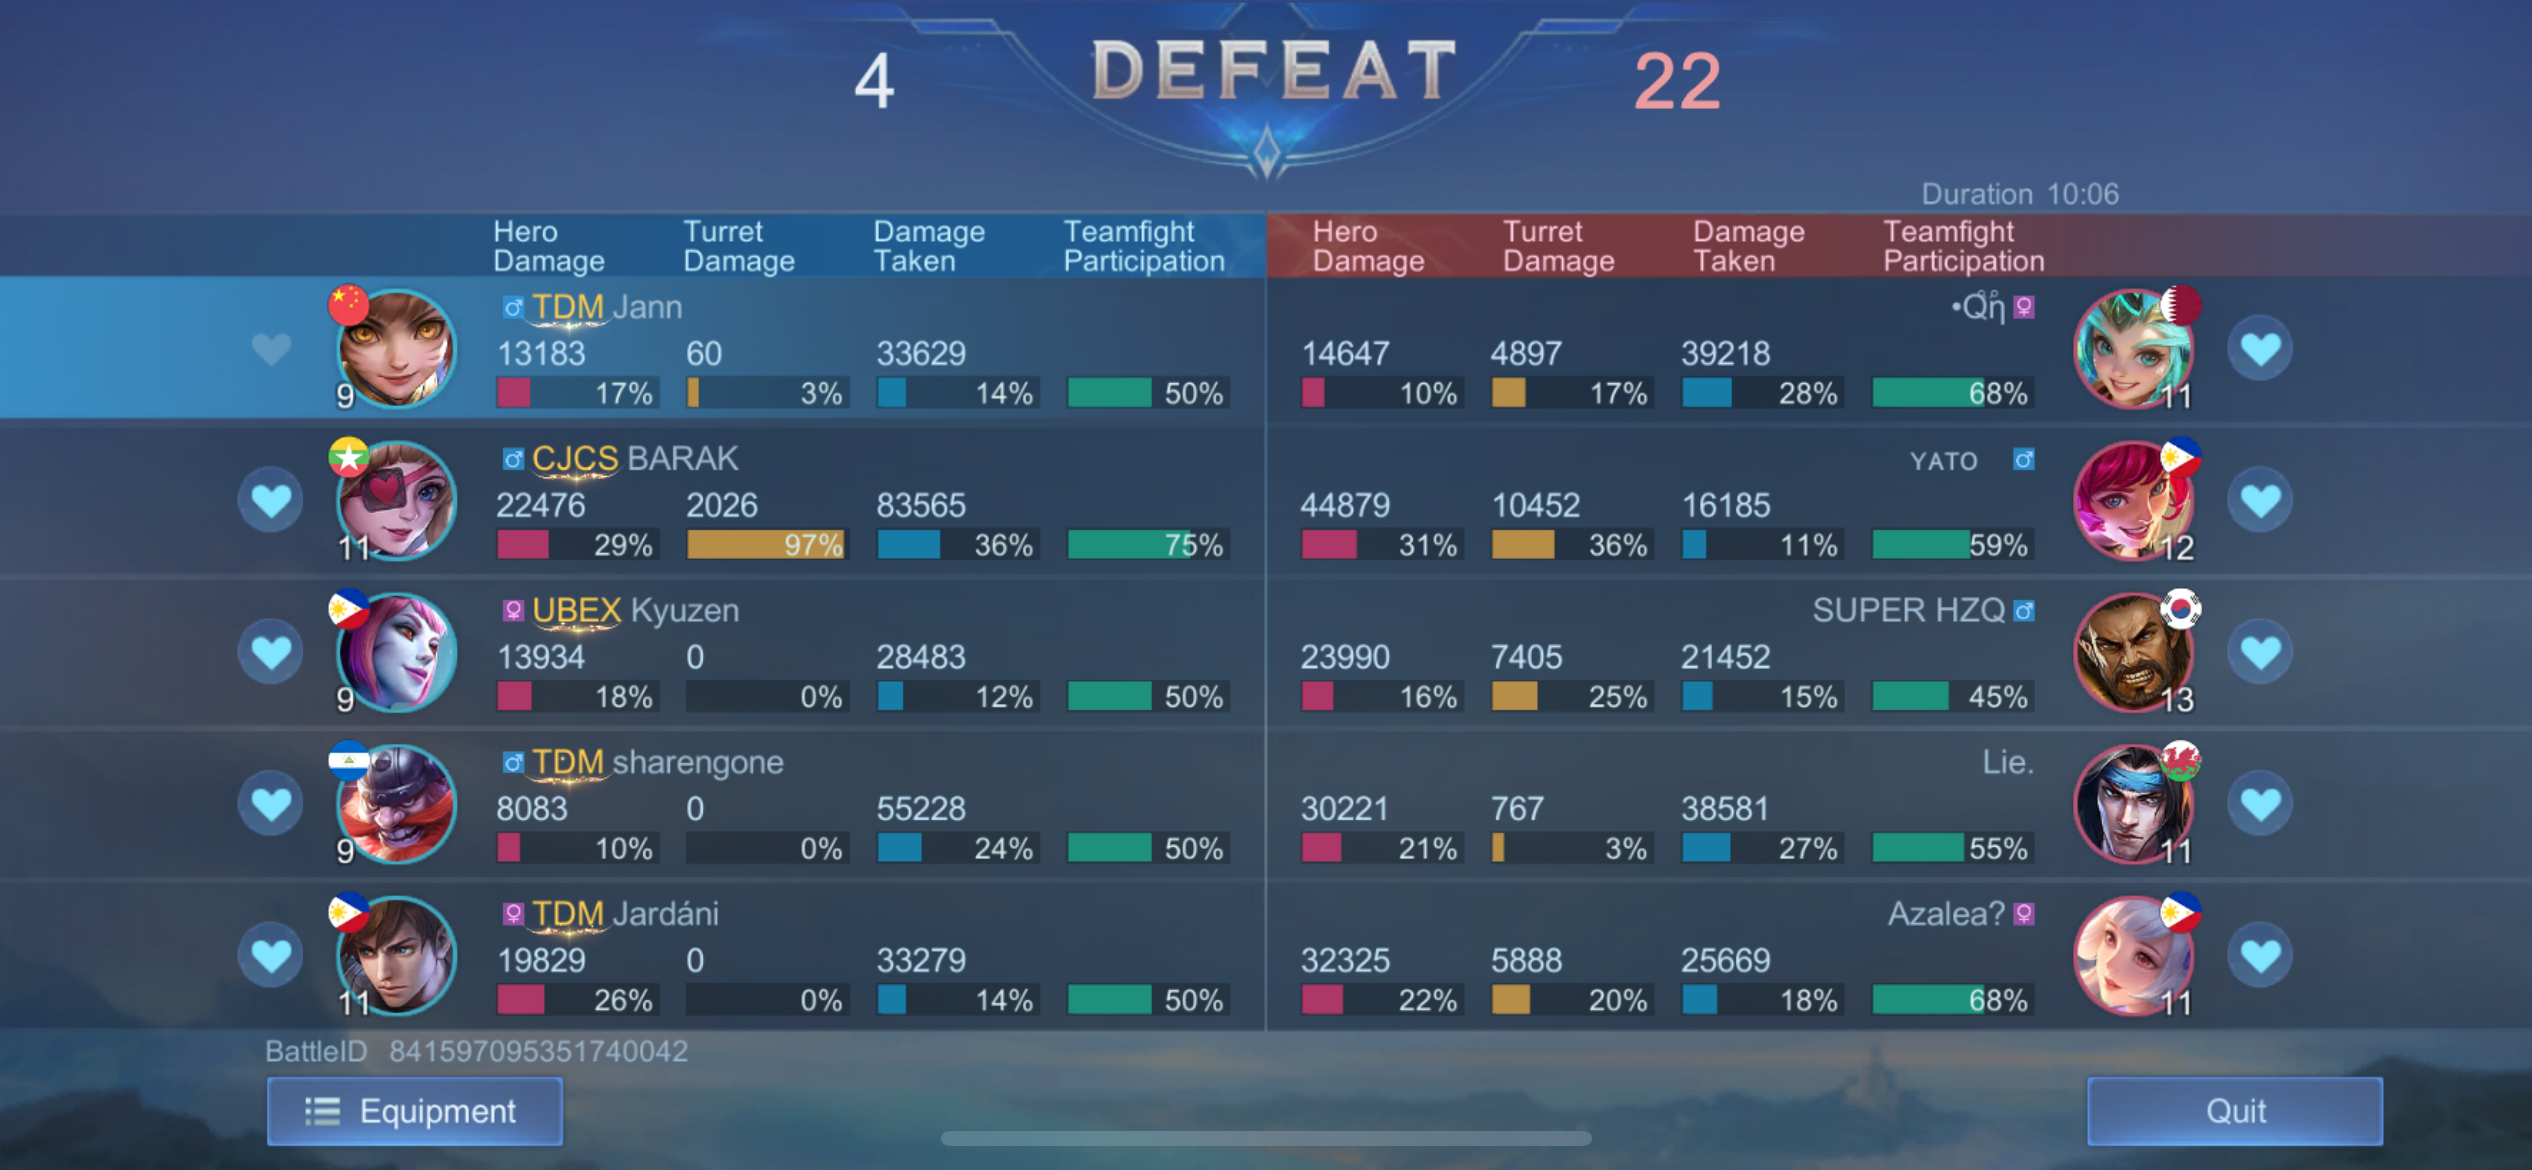 4 DEFEAT 22
Duration 10:06
Hero Damage Turret Damage Damage Taken Teamfight Participation Hero Damage Turret Damage Damage Taken Teamfight Participation
TDM Jann
13183 60 33629
17% 3% 14% 50%
9
14647 4897 39218
10% 17% 28% 68%
11
CJCS BARAK
22476 2026 83565
29% 97% 36% 75%
11
YATO
44879 10452 16185
31% 36% 11% 59%
12
UBEX Kyuzen
13934 0 28483
18% 0% 12% 50%
9
SUPER HZQ
23990 7405 21452
16% 25% 15% 45%
13
TDM sharengone
8083 0 55228
10% 0% 24% 50%
9
Lie.
30221 767 38581
21% 3% 27% 55%
11
TDM Jardáni
19829 0 33279
26% 0% 14% 50%
11
Azalea?
32325 5888 25669
22% 20% 18% 68%
11
BattleID 841597095351740042
Equipment
Quit